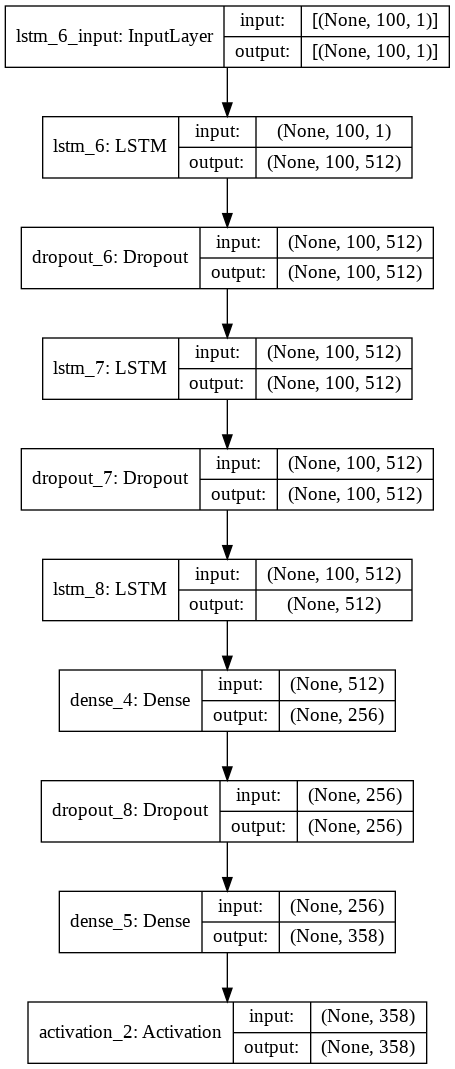 lstm_6_input: InputLayer
input: [(None, 100, 1)]
output: [(None, 100, 1)]
lstm_6: LSTM
input: (None, 100, 1)
output: (None, 100, 512)
dropout_6: Dropout
input: (None, 100, 512)
output: (None, 100, 512)
lstm_7: LSTM
input: (None, 100, 512)
output: (None, 100, 512)
dropout_7: Dropout
input: (None, 100, 512)
output: (None, 100, 512)
lstm_8: LSTM
input: (None, 100, 512)
output: (None, 512)
dense_4: Dense
input: (None, 512)
output: (None, 256)
dropout_8: Dropout
input: (None, 256)
output: (None, 256)
dense_5: Dense
input: (None, 256)
output: (None, 358)
activation_2: Activation
input: (None, 358)
output: (None, 358)